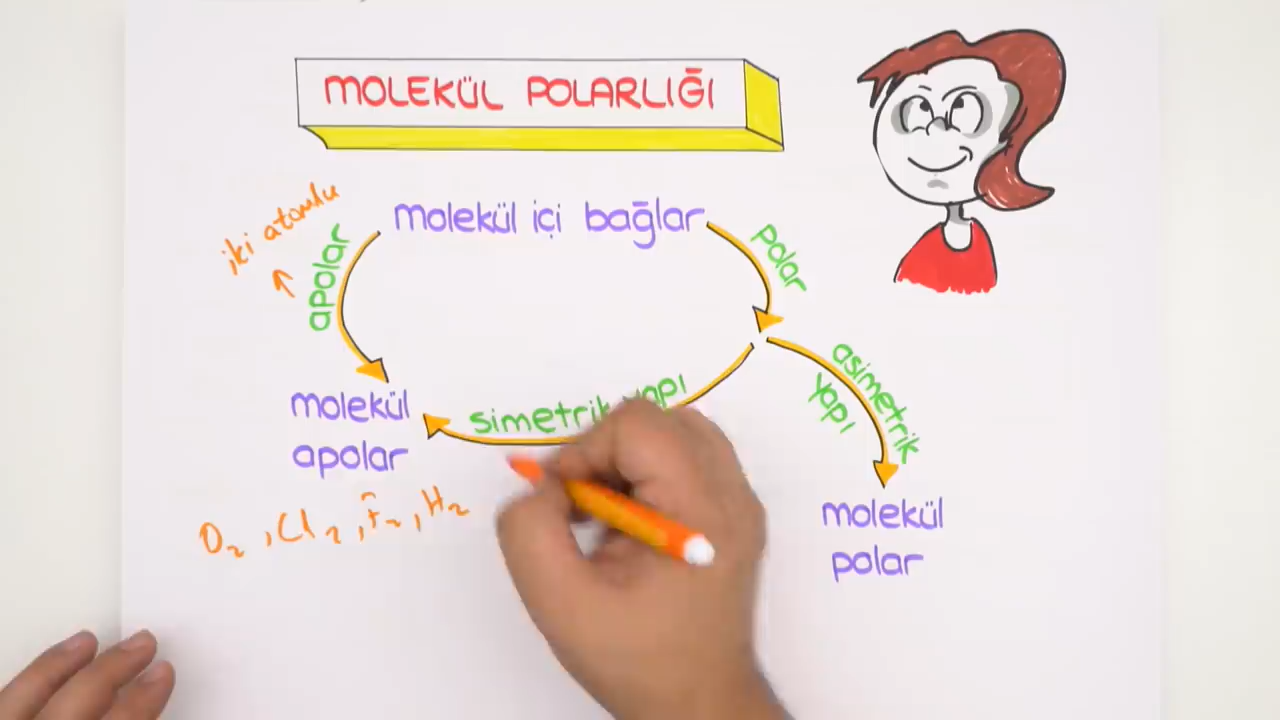 MOLEKÜL POLARLIĞI
molekül içi bağlar
iki atomlu
apolar
polar
simetrik yapı
asimetrik
yapı
molekül
apolar
O2, Cl2, F2, H2
molekül
polar